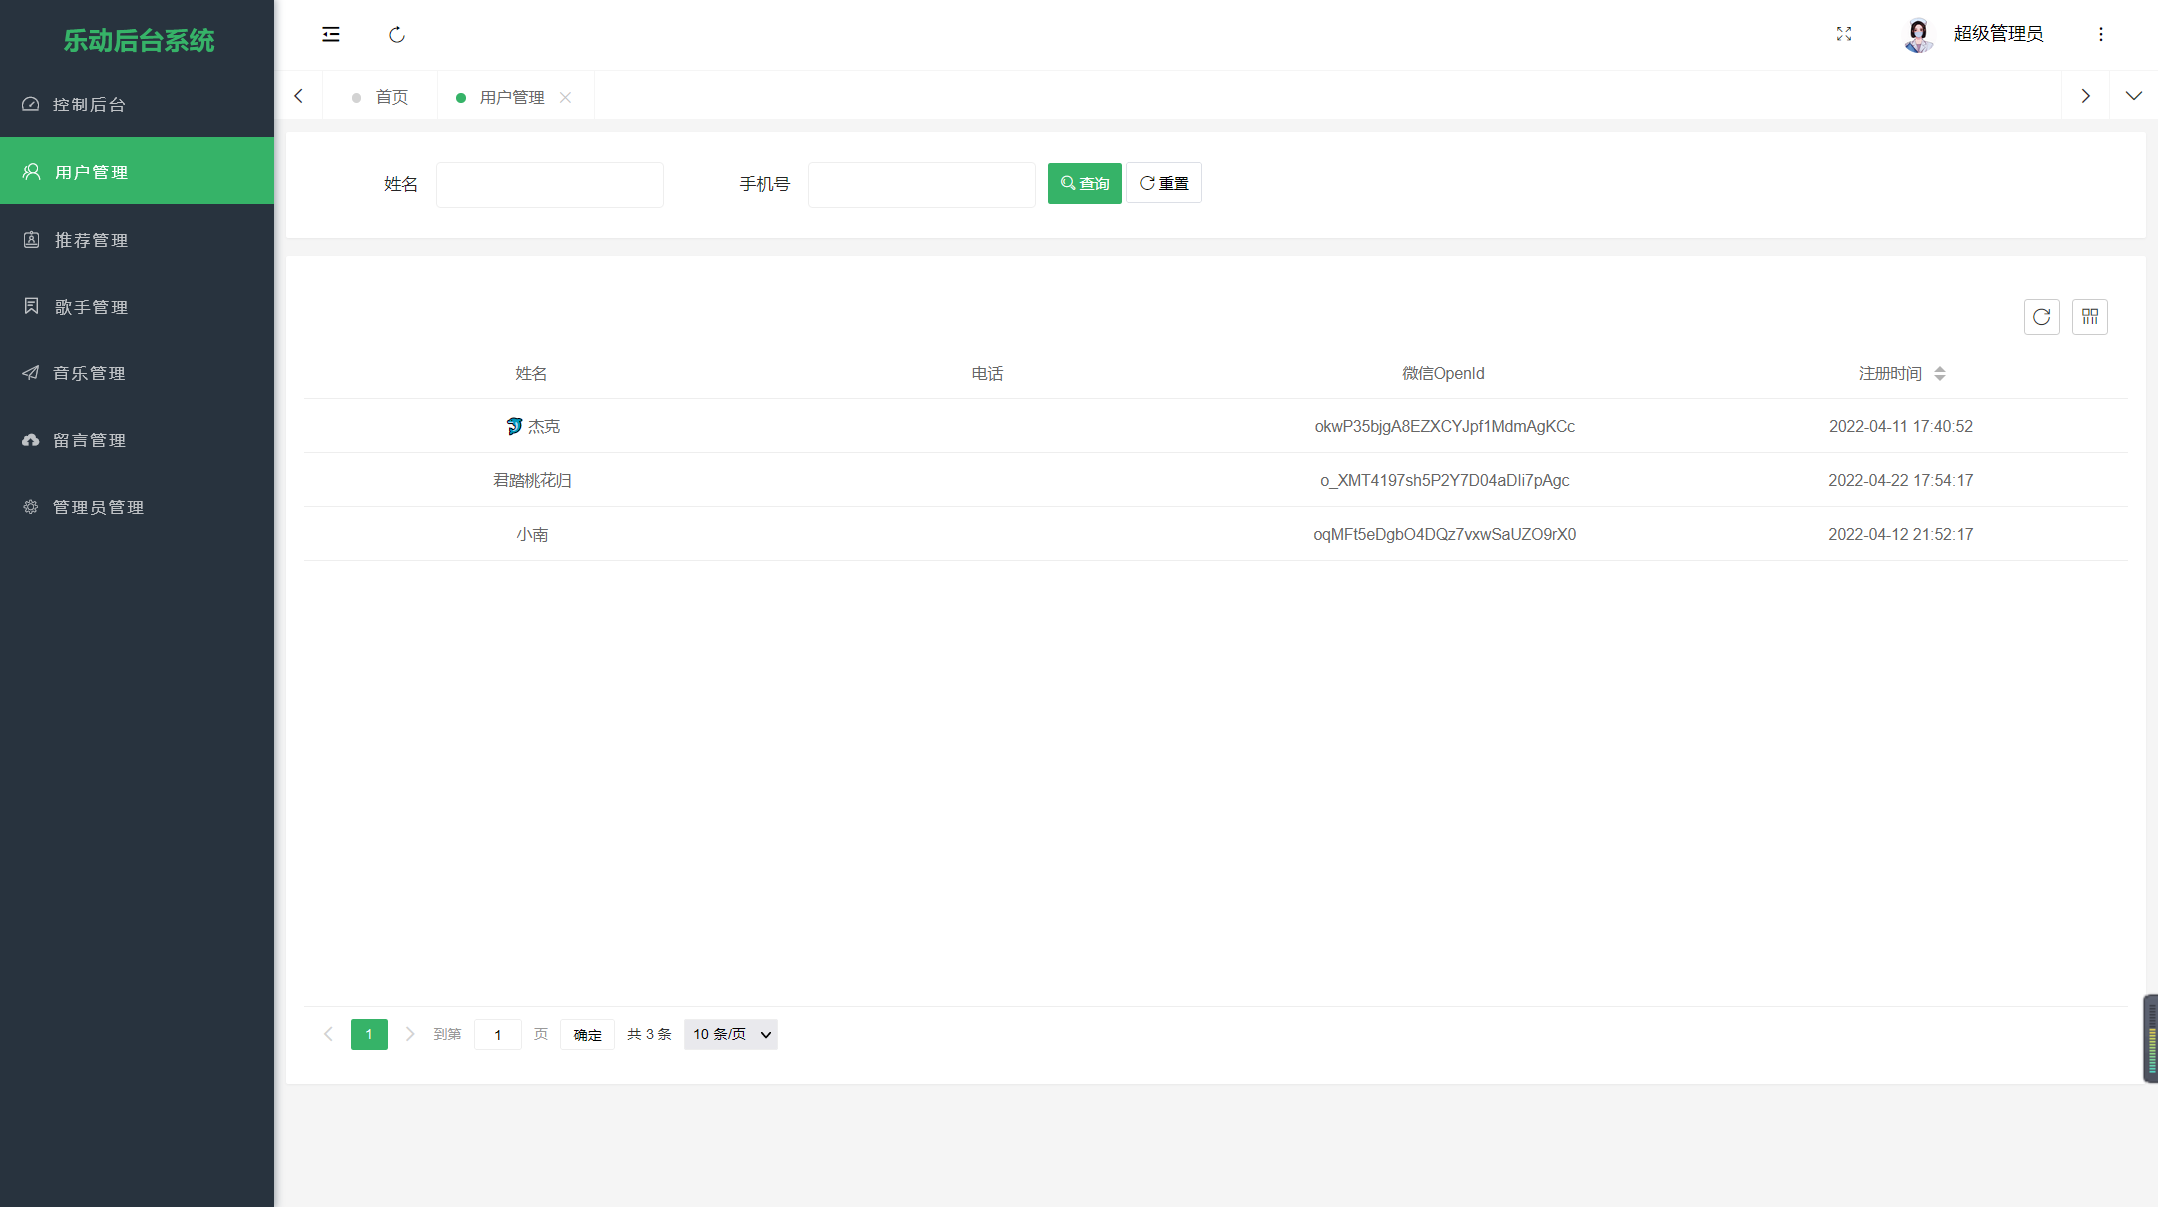 乐动后台系统
控制后台
用户管理
推荐管理
歌手管理
音乐管理
留言管理
管理员管理
超级管理员
首页 用户管理
姓名 手机号 查询 重置
姓名 电话 微信OpenId 注册时间
杰克 okwP35bjgA8EZXCYJpf1MdmAgKCc 2022-04-11 17:40:52
君踏桃花归 o_XMT4197sh5P2Y7D04aDIi7pAgc 2022-04-22 17:54:17
小南 oqMFt5eDgbO4DQz7vxwSaUZO9rX0 2022-04-12 21:52:17
1 到第 1 页 确定 共 3 条 10 条/页